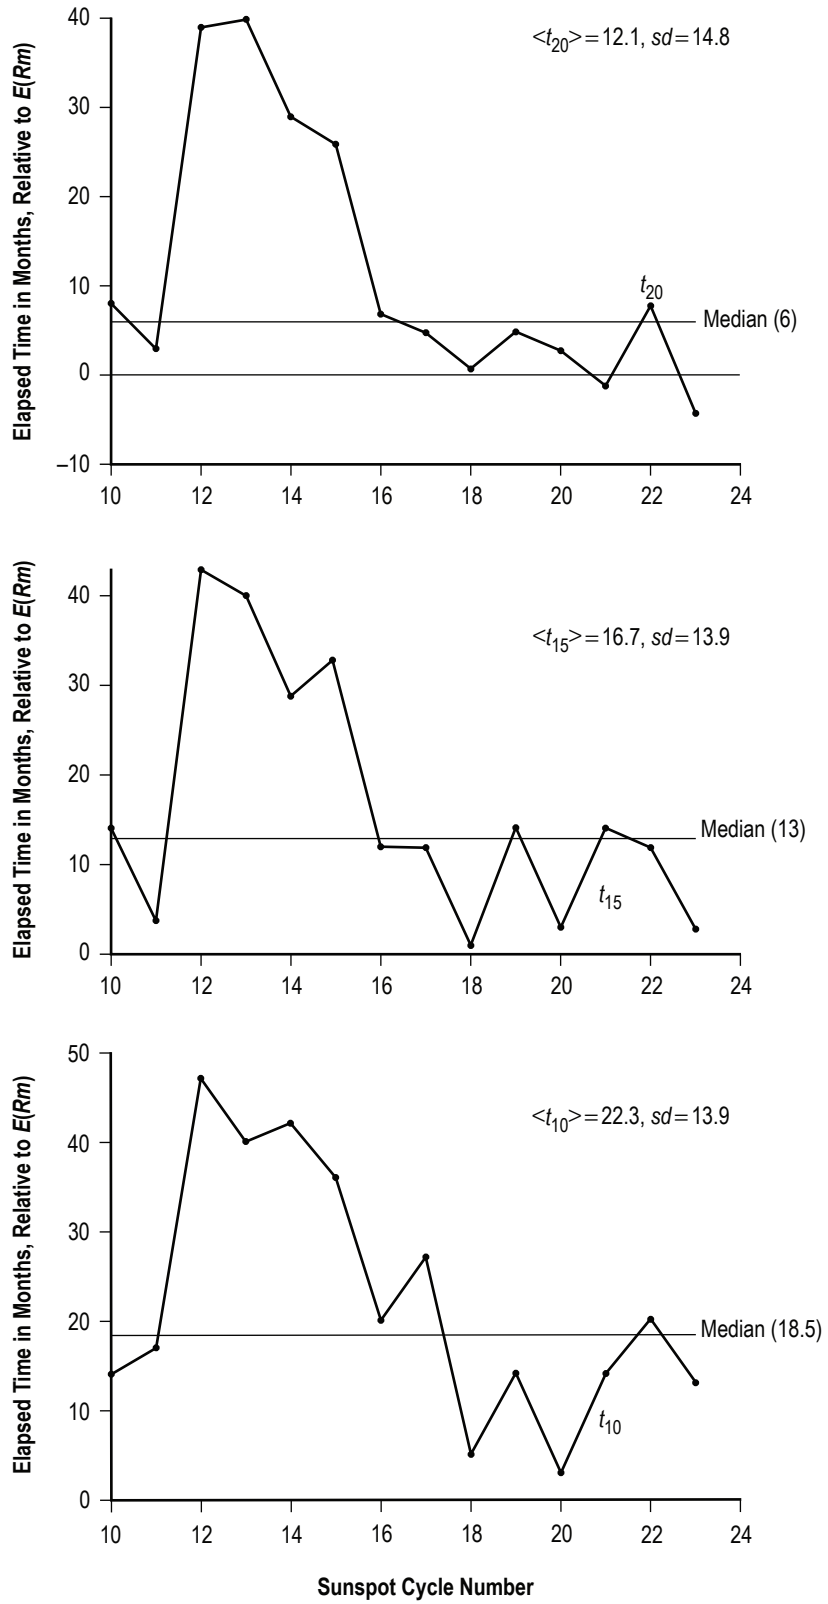 Elapsed Time in Months, Relative to E(Rm)
40
30
20
10
0
–10
<t20>=12.1, sd=14.8
t20
Median (6)
10 12 14 16 18 20 22 24
Elapsed Time in Months, Relative to E(Rm)
40
30
20
10
0
<t15>=16.7, sd=13.9
Median (13)
t15
10 12 14 16 18 20 22 24
Elapsed Time in Months, Relative to E(Rm)
50
40
30
20
10
0
<t10>=22.3, sd=13.9
Median (18.5)
t10
10 12 14 16 18 20 22 24
Sunspot Cycle Number